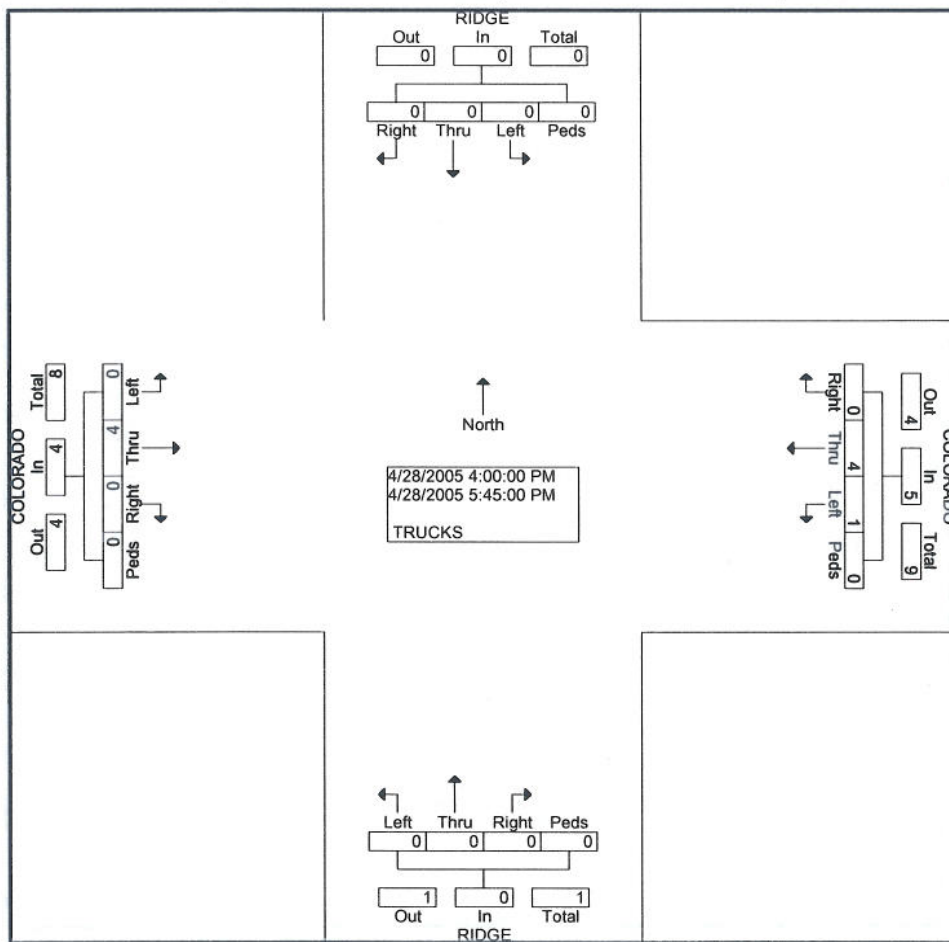 RIDGE
Out In Total
0 0 0
0 0 0 0
Right Thru Left Peds
COLORADO
Total In Out
8 4 4
0 4 0 0
Left Thru Right Peds
North
4/28/2005 4:00:00 PM
4/28/2005 5:45:00 PM
TRUCKS
Right Thru Left Peds
0 4 1 0
Out In Total
4 5 9
COLORADO
Left Thru Right Peds
0 0 0 0
1 0 1
Out In Total
RIDGE